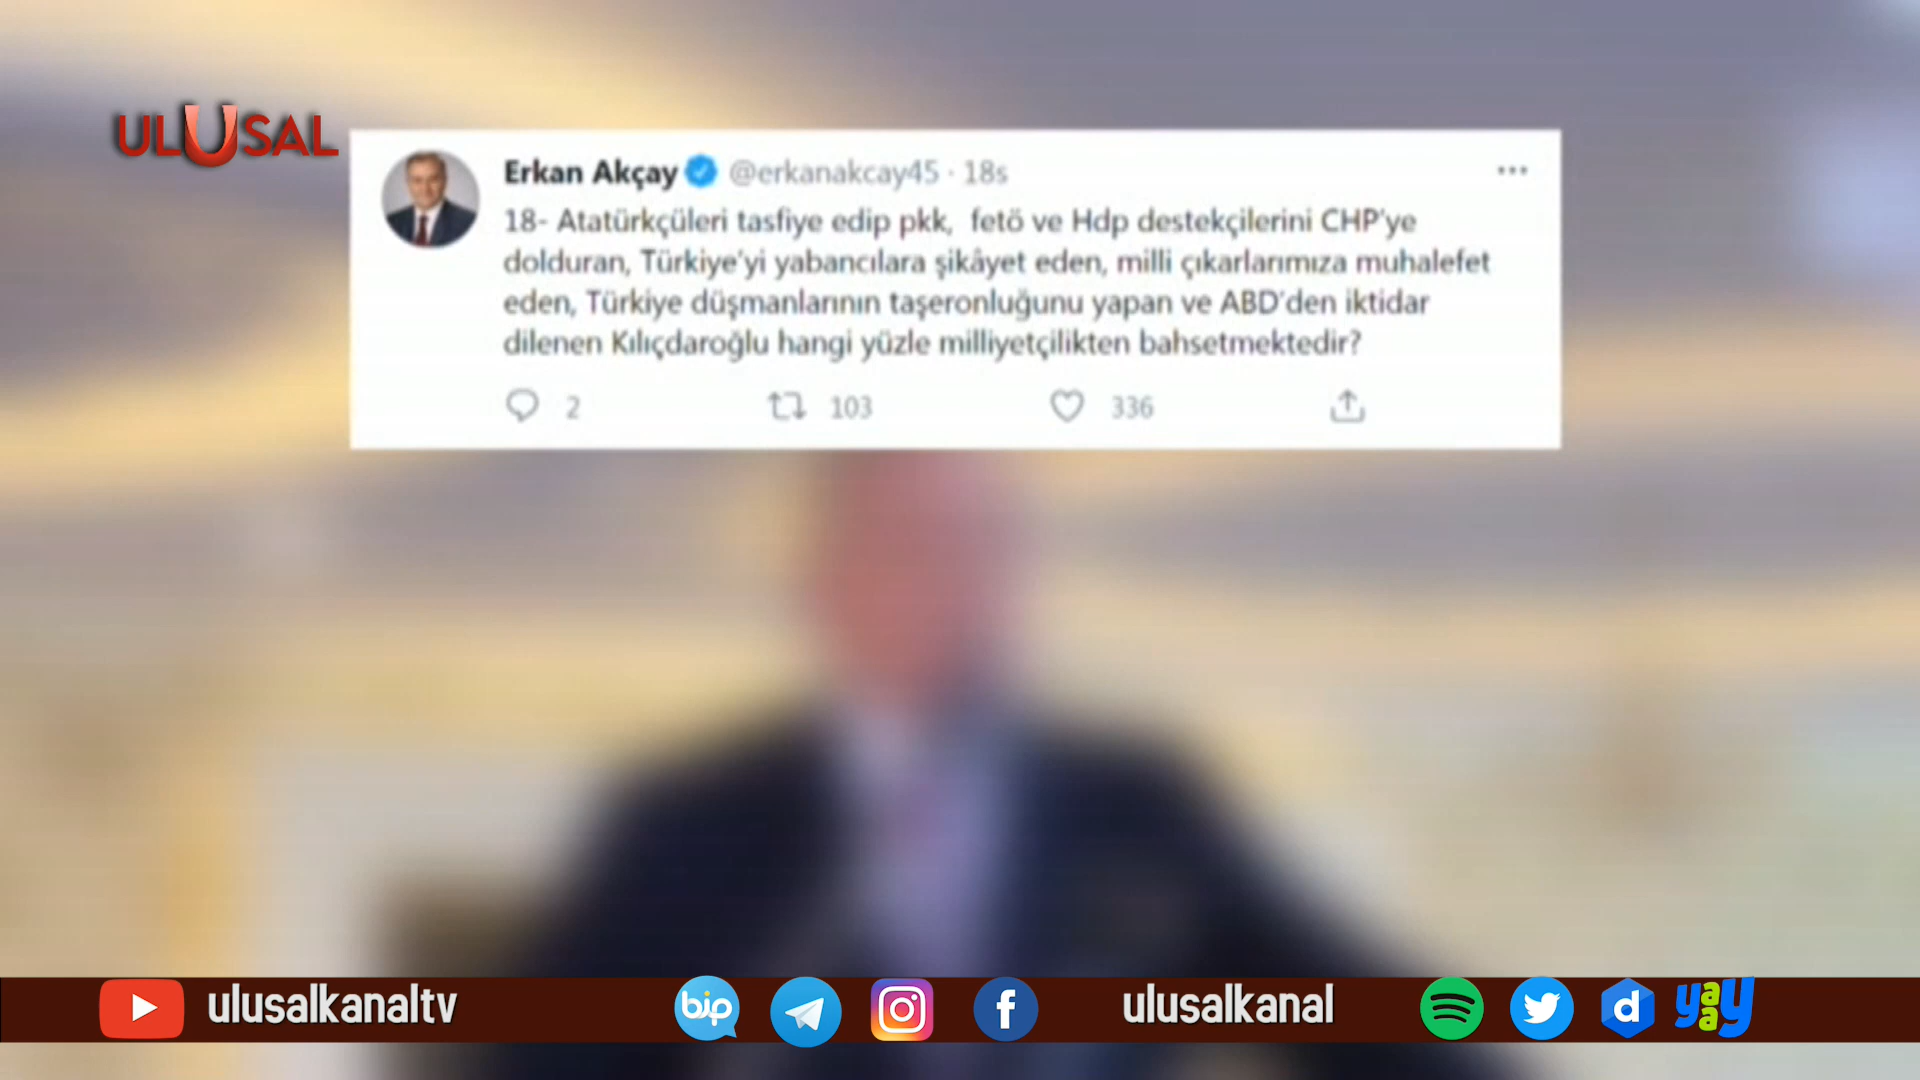 ULUSAL
Erkan Akçay @erkanakcay45 · 18s
18- Atatürkçüleri tasfiye edip pkk, fetö ve Hdp destekçilerini CHP'ye
dolduran, Türkiye'yi yabancılara şikâyet eden, milli çıkarlarımıza muhalefet
eden, Türkiye düşmanlarının taşeronluğunu yapan ve ABD'den iktidar
dilenen Kılıçdaroğlu hangi yüzle milliyetçilikten bahsetmektedir?
2 103 336
ulusalkanaltv bip ulusalkanal d yaay